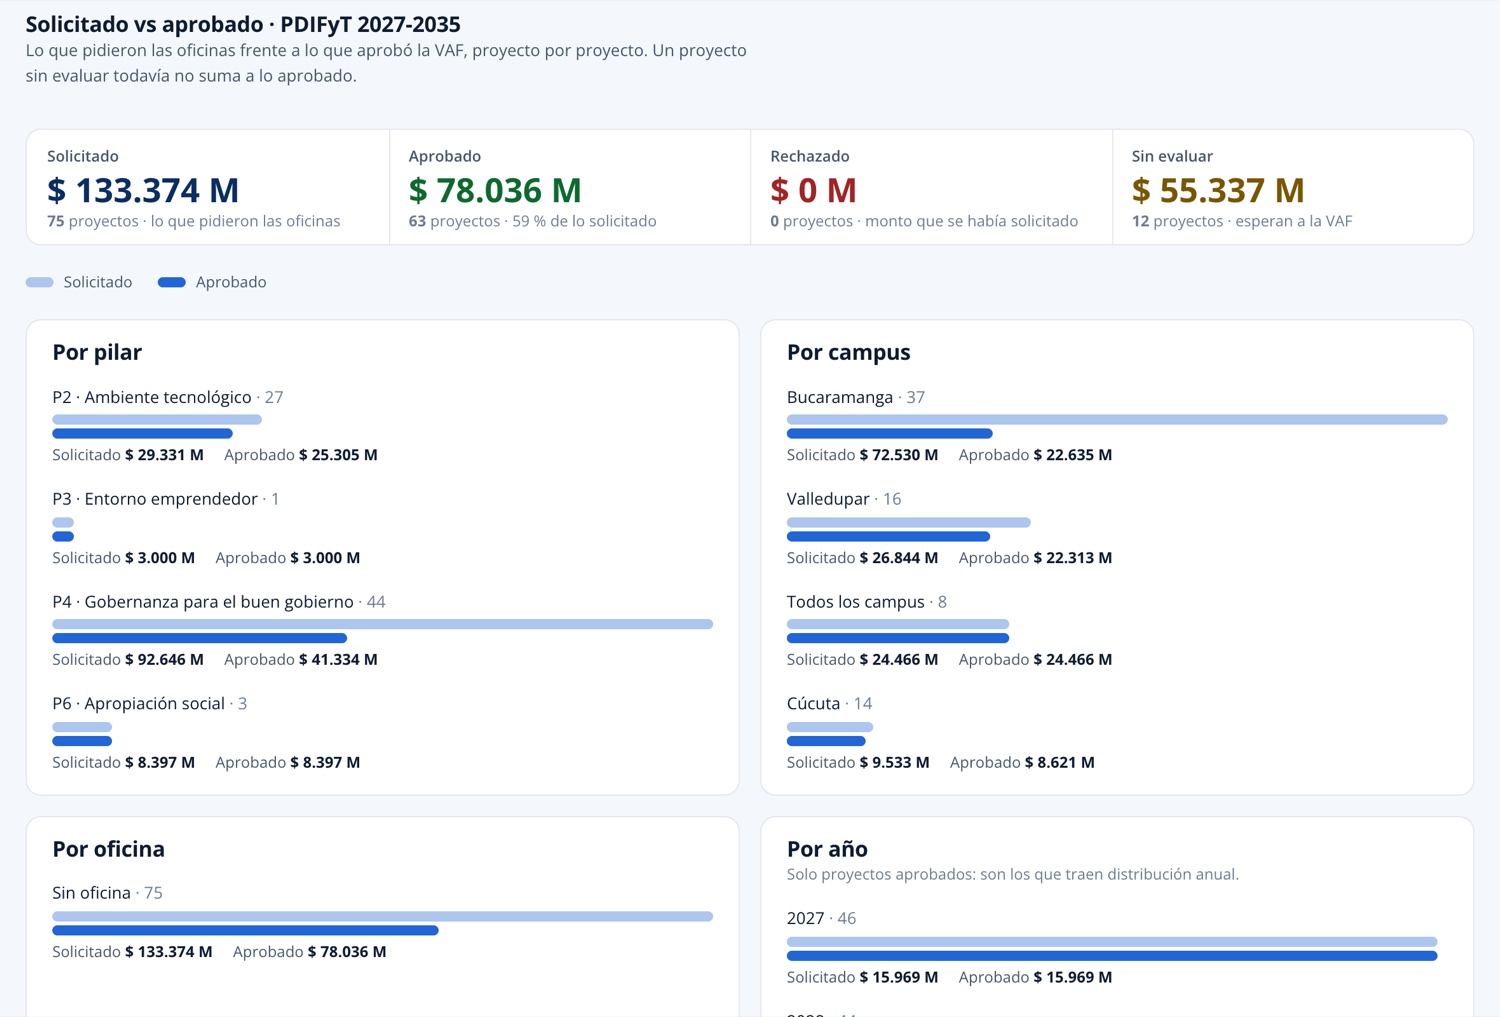 Solicitado vs aprobado · PDIFyT 2027-2035
Lo que pidieron las oficinas frente a lo que aprobó la VAF, proyecto por proyecto. Un proyecto
sin evaluar todavía no suma a lo aprobado.
Solicitado
$ 133.374 M
75 proyectos · lo que pidieron las oficinas
Aprobado
$ 78.036 M
63 proyectos · 59 % de lo solicitado
Rechazado
$ 0 M
0 proyectos · monto que se había solicitado
Sin evaluar
$ 55.337 M
12 proyectos · esperan a la VAF
Solicitado
Aprobado
Por pilar
P2 · Ambiente tecnológico · 27
Solicitado $ 29.331 M Aprobado $ 25.305 M
P3 · Entorno emprendedor · 1
Solicitado $ 3.000 M Aprobado $ 3.000 M
P4 · Gobernanza para el buen gobierno · 44
Solicitado $ 92.646 M Aprobado $ 41.334 M
P6 · Apropiación social · 3
Solicitado $ 8.397 M Aprobado $ 8.397 M
Por campus
Bucaramanga · 37
Solicitado $ 72.530 M Aprobado $ 22.635 M
Valledupar · 16
Solicitado $ 26.844 M Aprobado $ 22.313 M
Todos los campus · 8
Solicitado $ 24.466 M Aprobado $ 24.466 M
Cúcuta · 14
Solicitado $ 9.533 M Aprobado $ 8.621 M
Por oficina
Sin oficina · 75
Solicitado $ 133.374 M Aprobado $ 78.036 M
Por año
Solo proyectos aprobados: son los que traen distribución anual.
2027 · 46
Solicitado $ 15.969 M Aprobado $ 15.969 M